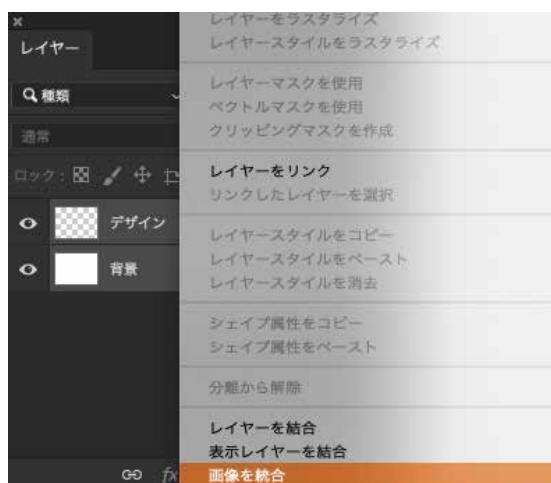 レイヤー
種類
通常
ロック :
デザイン
背景
fx
レイヤーをラスタライズ
レイヤースタイルをラスタライズ
レイヤーマスクを使用
ベクトルマスクを使用
クリッピングマスクを作成
レイヤーをリンク
リンクしたレイヤーを選択
レイヤースタイルをコピー
レイヤースタイルをペースト
レイヤースタイルを消去
シェイプ属性をコピー
シェイプ属性をペースト
分離から解除
レイヤーを結合
表示レイヤーを結合
画像を統合